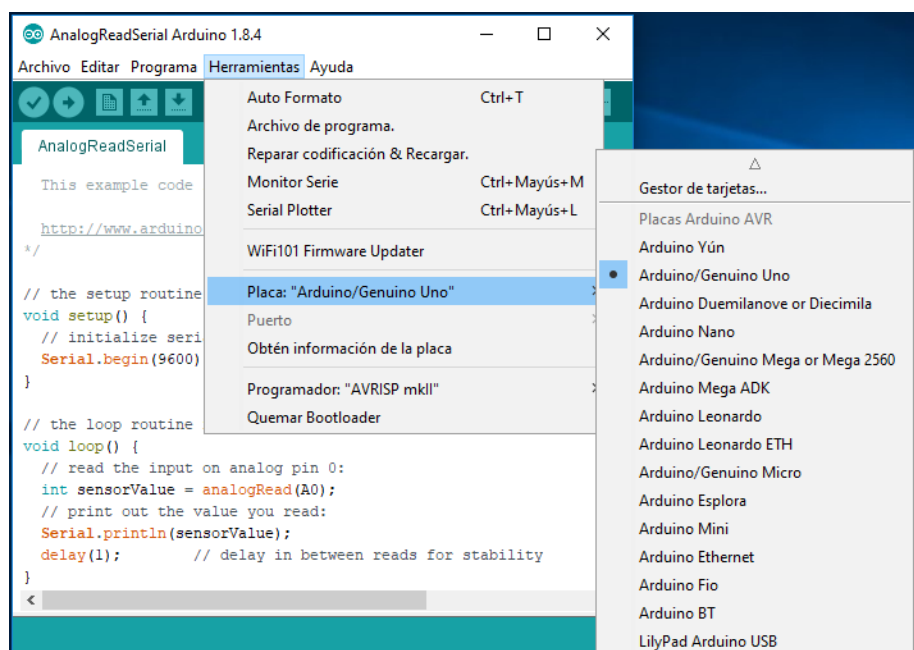 AnalogReadSerial Arduino 1.8.4
Archivo Editar Programa Herramientas Ayuda
AnalogReadSerial
This example code
http://www.arduino
*/
// the setup routine
void setup() {
// initialize seri
Serial.begin(9600)
}
// the loop routine
void loop() {
// read the input on analog pin 0:
int sensorValue = analogRead(A0);
// print out the value you read:
Serial.println(sensorValue);
delay(1);        // delay in between reads for stability
}
Auto Formato Ctrl+T
Archivo de programa.
Reparar codificación & Recargar.
Monitor Serie Ctrl+Mayús+M
Serial Plotter Ctrl+Mayús+L
WiFi101 Firmware Updater
Placa: "Arduino/Genuino Uno"
Puerto
Obtén información de la placa
Programador: "AVRISP mkII"
Quemar Bootloader
Gestor de tarjetas...
Placas Arduino AVR
Arduino Yún
Arduino/Genuino Uno
Arduino Duemilanove or Diecimila
Arduino Nano
Arduino/Genuino Mega or Mega 2560
Arduino Mega ADK
Arduino Leonardo
Arduino Leonardo ETH
Arduino/Genuino Micro
Arduino Esplora
Arduino Mini
Arduino Ethernet
Arduino Fio
Arduino BT
LilyPad Arduino USB